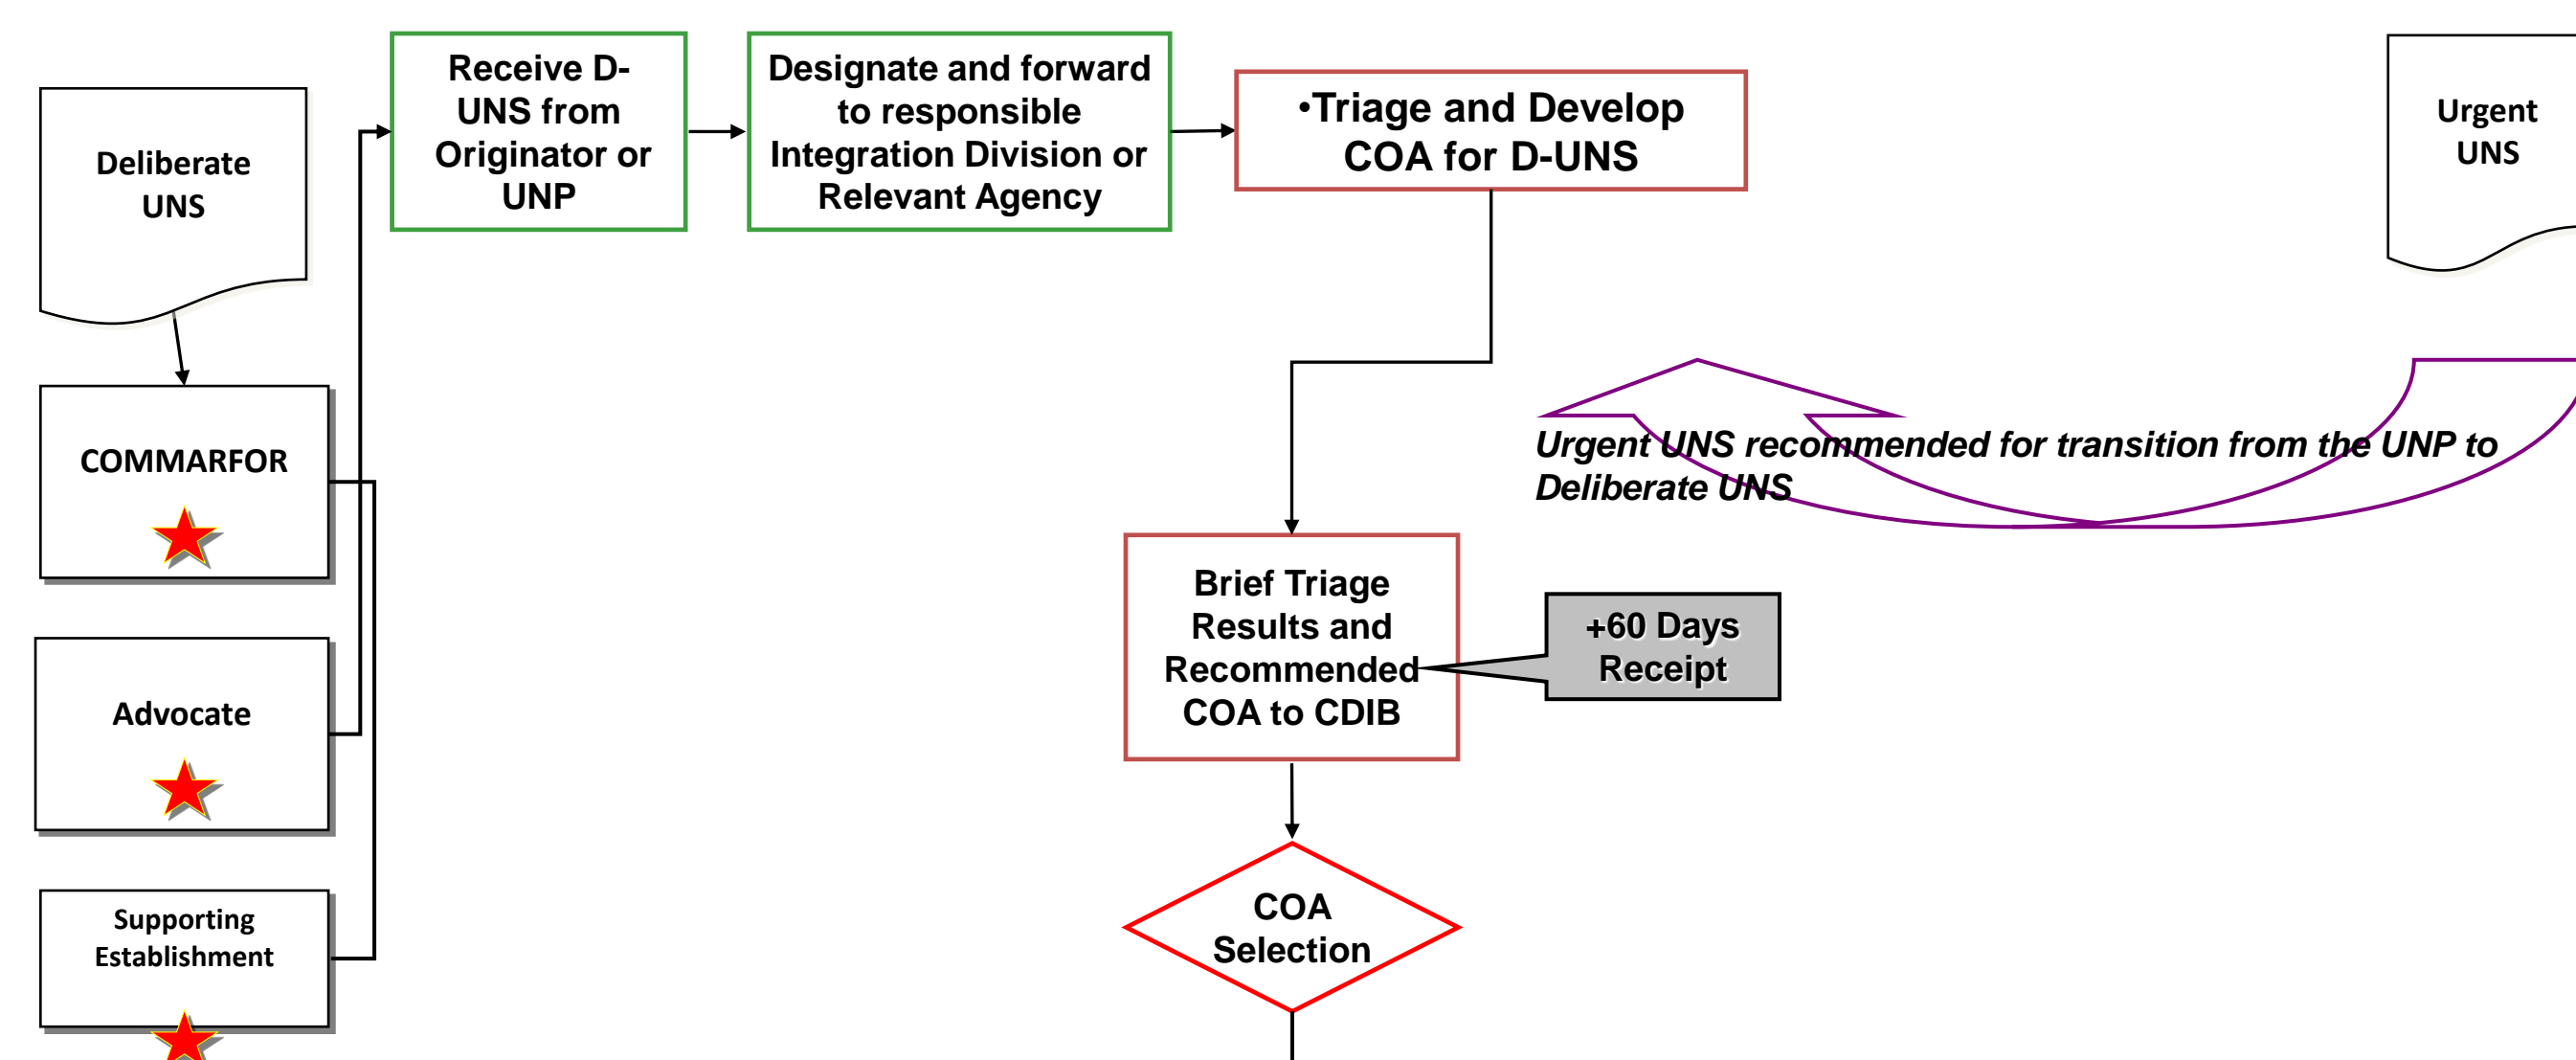 Deliberate
UNS
Receive D-
UNS from
Originator or
UNP
Designate and forward
to responsible
Integration Division or
Relevant Agency
•Triage and Develop
COA for D-UNS
Urgent
UNS
COMMARFOR
Urgent UNS recommended for transition from the UNP to
Deliberate UNS
Brief Triage
Results and
Recommended
COA to CDIB
+60 Days
Receipt
Advocate
Supporting
Establishment
COA
Selection